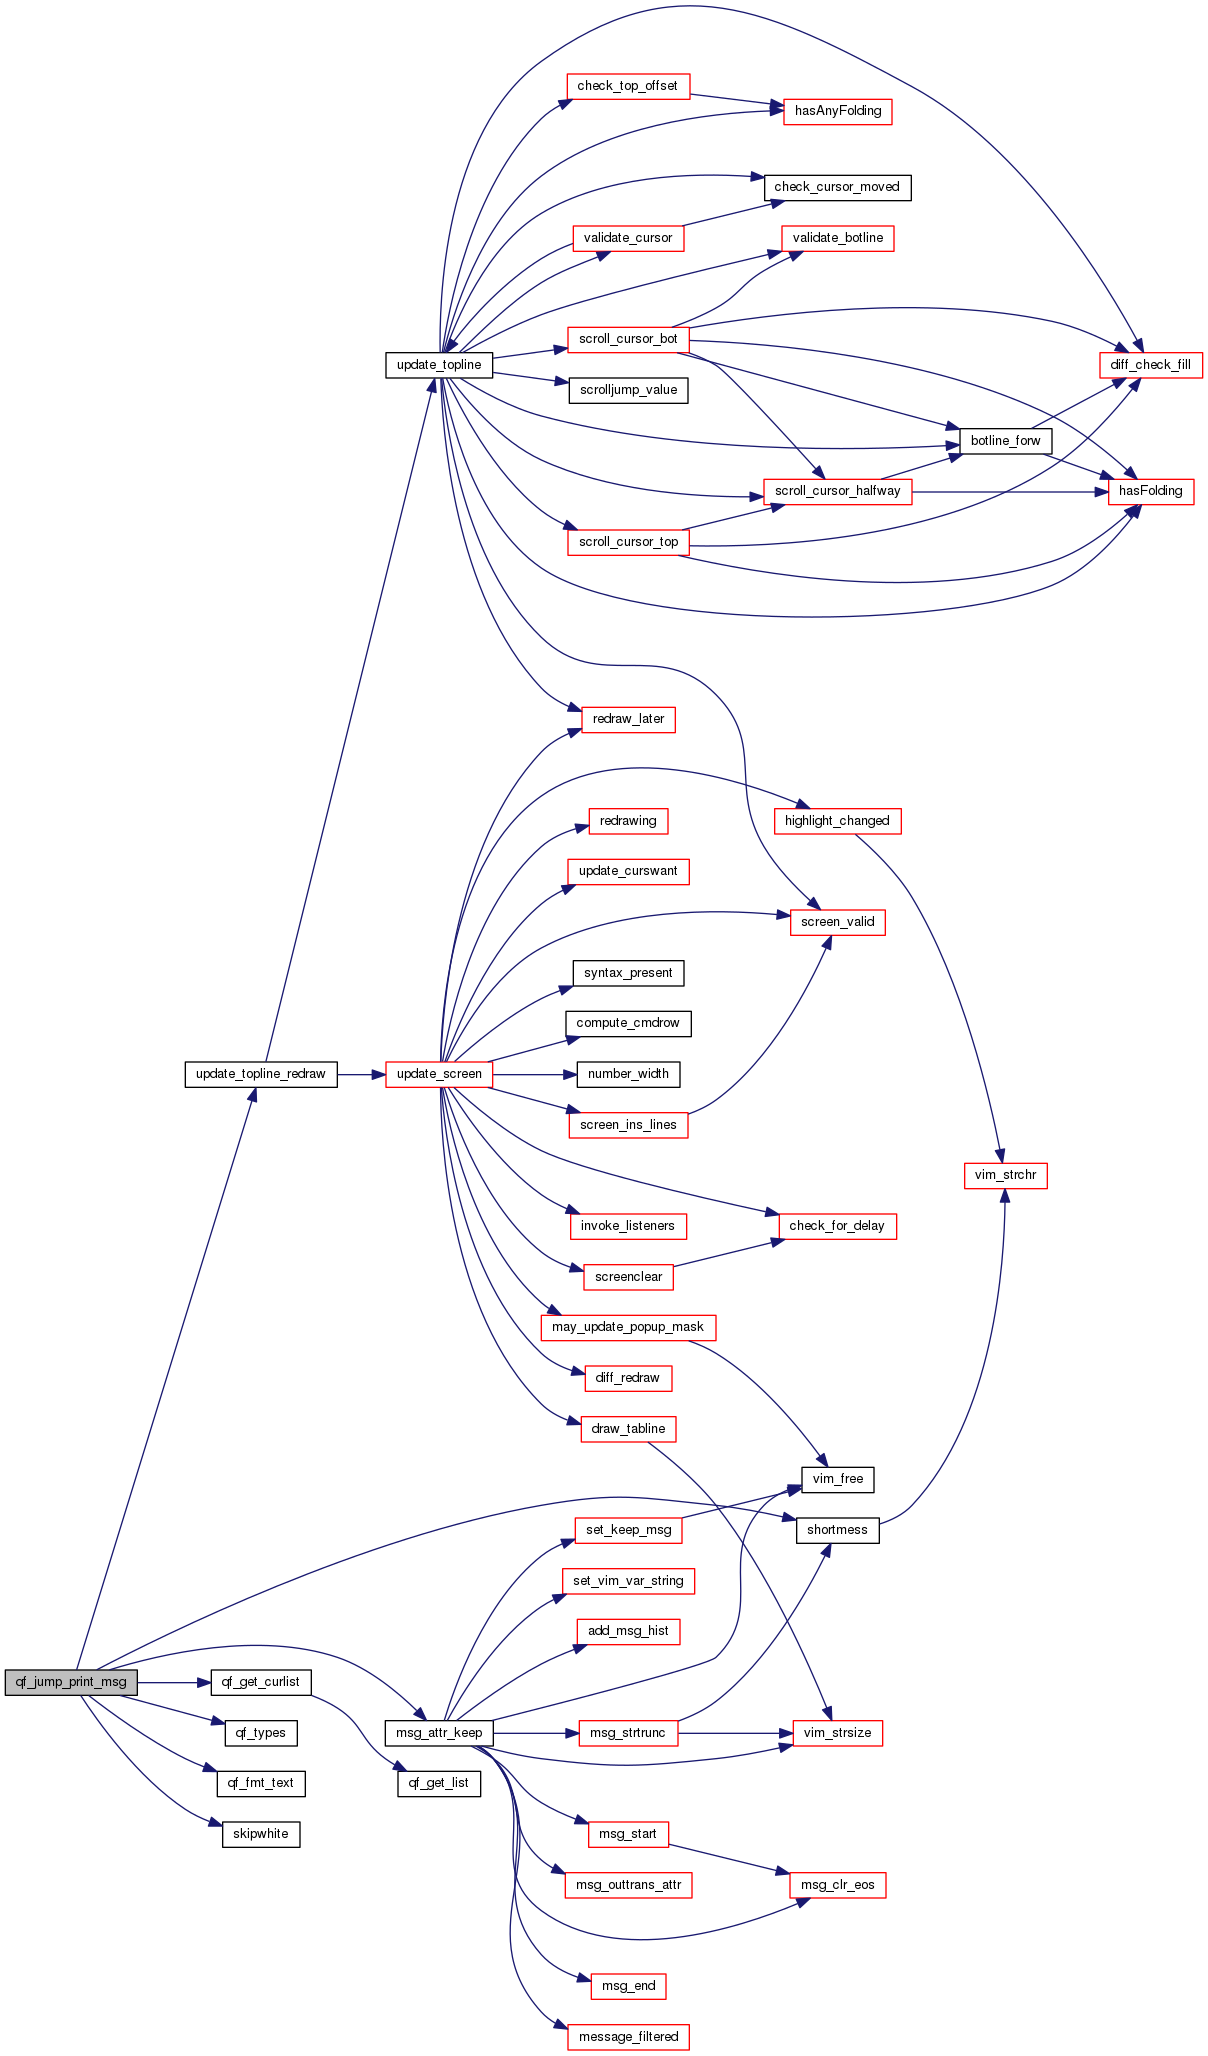 check_top_offset
hasAnyFolding
check_cursor_moved
validate_cursor
validate_botline
scroll_cursor_bot
update_topline
diff_check_fill
scrolljump_value
botline_forw
scroll_cursor_halfway
hasFolding
scroll_cursor_top
redraw_later
highlight_changed
redrawing
update_curswant
screen_valid
syntax_present
compute_cmdrow
update_topline_redraw
update_screen
number_width
screen_ins_lines
vim_strchr
invoke_listeners
check_for_delay
screenclear
may_update_popup_mask
diff_redraw
draw_tabline
vim_free
set_keep_msg
shortmess
set_vim_var_string
add_msg_hist
qf_jump_print_msg
qf_get_curlist
qf_types
msg_attr_keep
msg_strtrunc
vim_strsize
qf_fmt_text
qf_get_list
skipwhite
msg_start
msg_outtrans_attr
msg_clr_eos
msg_end
message_filtered